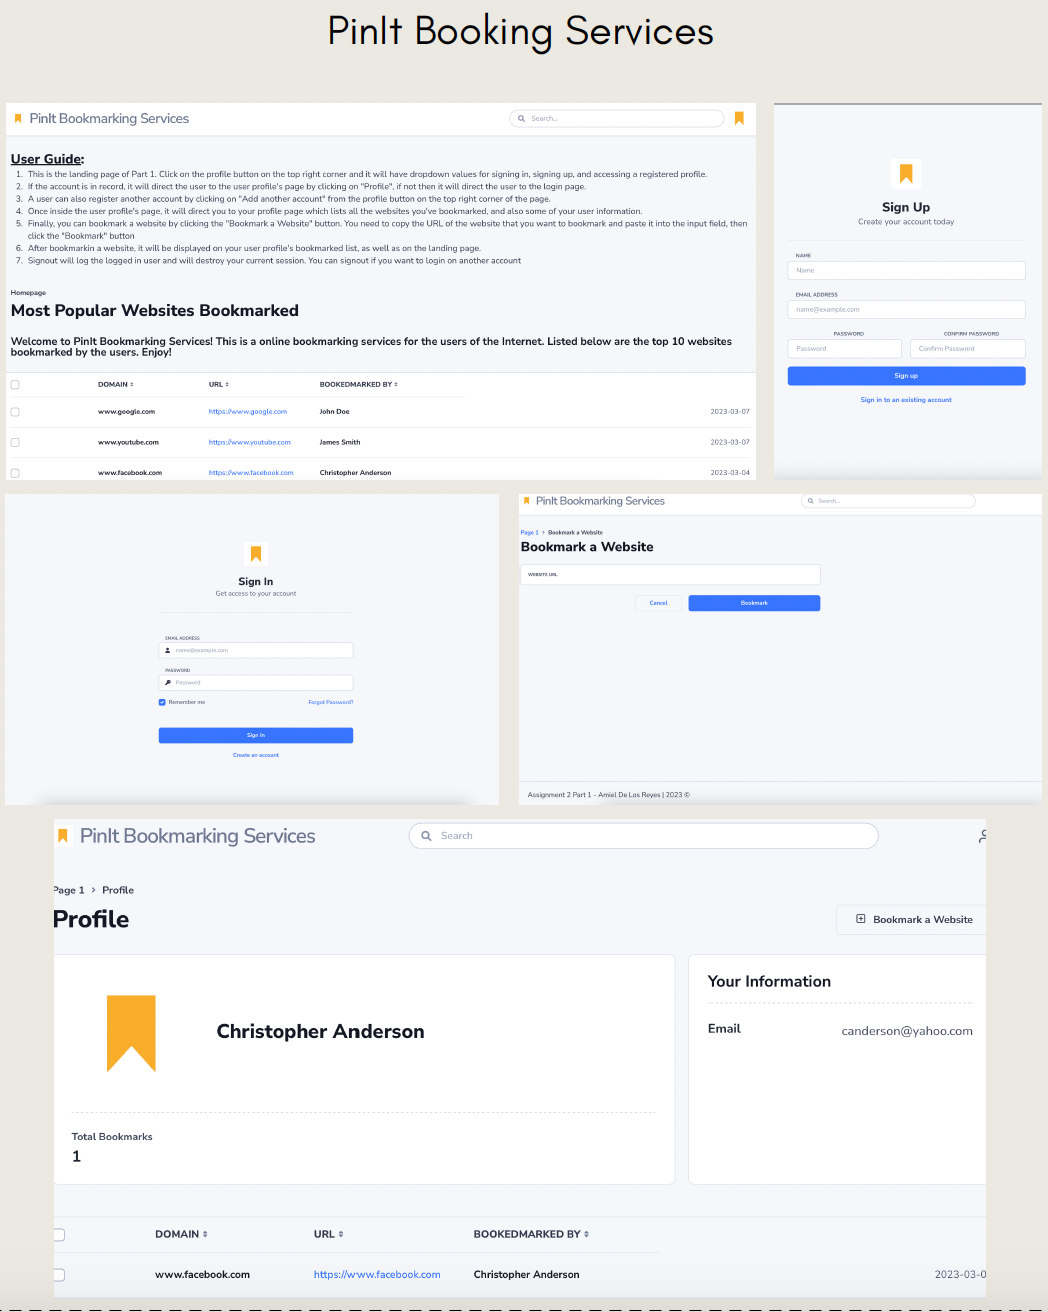 PinIt Booking Services
PinIt Bookmarking Services
Search...
User Guide:
1. This is the landing page of Part 1. Click on the profile button on the top right corner and it will have dropdown values for signing in, signing up, and accessing a registered profile.
2. If the account is in record, it will direct the user to the user profile's page by clicking on "Profile", if not then it will direct the user to the login page.
3. A user can also register another account by clicking on "Add another account" from the profile button on the top right corner of the page.
4. Once inside the user profile's page, it will direct you to your profile page which lists all the websites you've bookmarked, and also some of your user information.
5. Finally, you can bookmark a website by clicking the "Bookmark a Website" button. You need to copy the URL of the website that you want to bookmark and paste it into the input field, then
click the "Bookmark" button
6. After bookmarkin a website, it will be displayed on your user profile's bookmarked list, as well as on the landing page.
7. Signout will log the logged in user and will destroy your current session. You can signout if you want to login on another account
Homepage
Most Popular Websites Bookmarked
Welcome to PinIt Bookmarking Services! This is a online bookmarking services for the users of the Internet. Listed below are the top 10 websites
bookmarked by the users. Enjoy!
DOMAIN URL BOOKEDMARKED BY
www.google.com https://www.google.com John Doe 2023-03-07
www.youtube.com https://www.youtube.com James Smith 2023-03-07
www.facebook.com https://www.facebook.com Christopher Anderson 2023-03-04
Sign Up
Create your account today
NAME
Name
EMAIL ADDRESS
name@example.com
PASSWORD CONFIRM PASSWORD
Password Confirm Password
Sign up
Sign in to an existing account
Sign In
Get access to your account
EMAIL ADDRESS
name@example.com
PASSWORD
Password
Remember me Forgot Password?
Sign In
Create an account
PinIt Bookmarking Services
Search...
Page 1 > Bookmark a Website
Bookmark a Website
WEBSITE URL
Cancel Bookmark
Assignment 2 Part 1 - Amiel De Los Reyes | 2023 ©
PinIt Bookmarking Services
Search
Page 1 > Profile
Profile
Bookmark a Website
Christopher Anderson
Total Bookmarks
1
Your Information
Email canderson@yahoo.com
DOMAIN URL BOOKEDMARKED BY
www.facebook.com https://www.facebook.com Christopher Anderson 2023-03-0